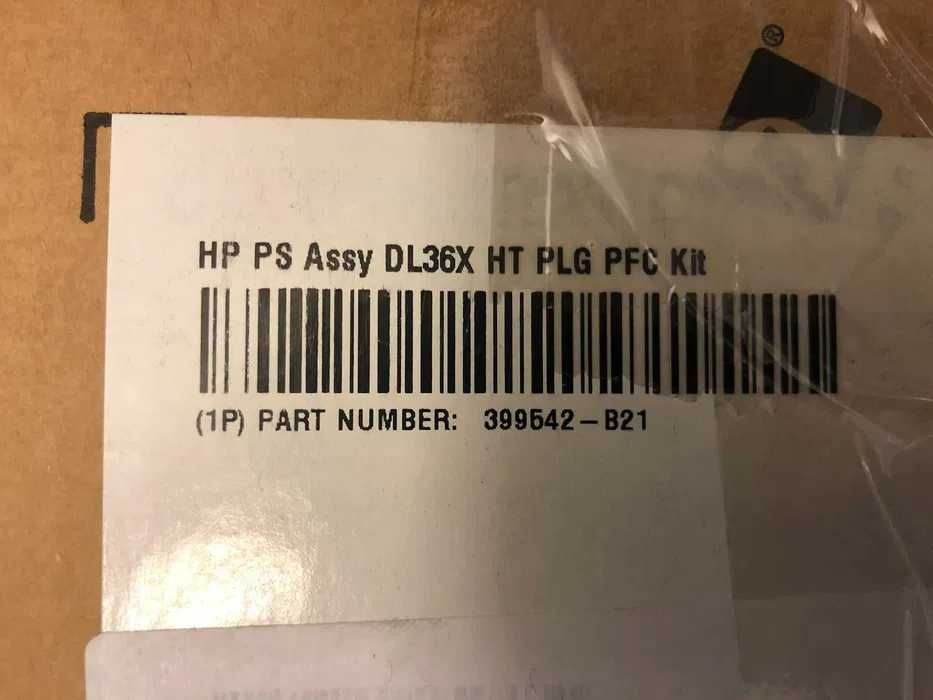 ®
HP PS Assy DL36X HT PLG PFC Kit
(1P) PART NUMBER: 399542-B21